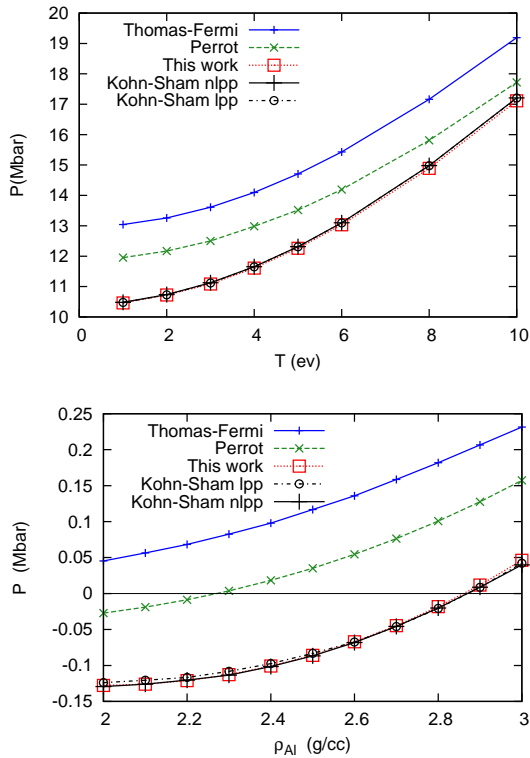 20
19
18
17
16
15
14
13
12
11
10
P(Mbar)
Thomas-Fermi
Perrot
This work
Kohn-Sham nlpp
Kohn-Sham lpp
0 2 4 6 8 10
T (ev)
0.25
0.2
0.15
0.1
0.05
0
-0.05
-0.1
-0.15
P (Mbar)
Thomas-Fermi
Perrot
This work
Kohn-Sham lpp
Kohn-Sham nlpp
2 2.2 2.4 2.6 2.8 3
ρAl (g/cc)